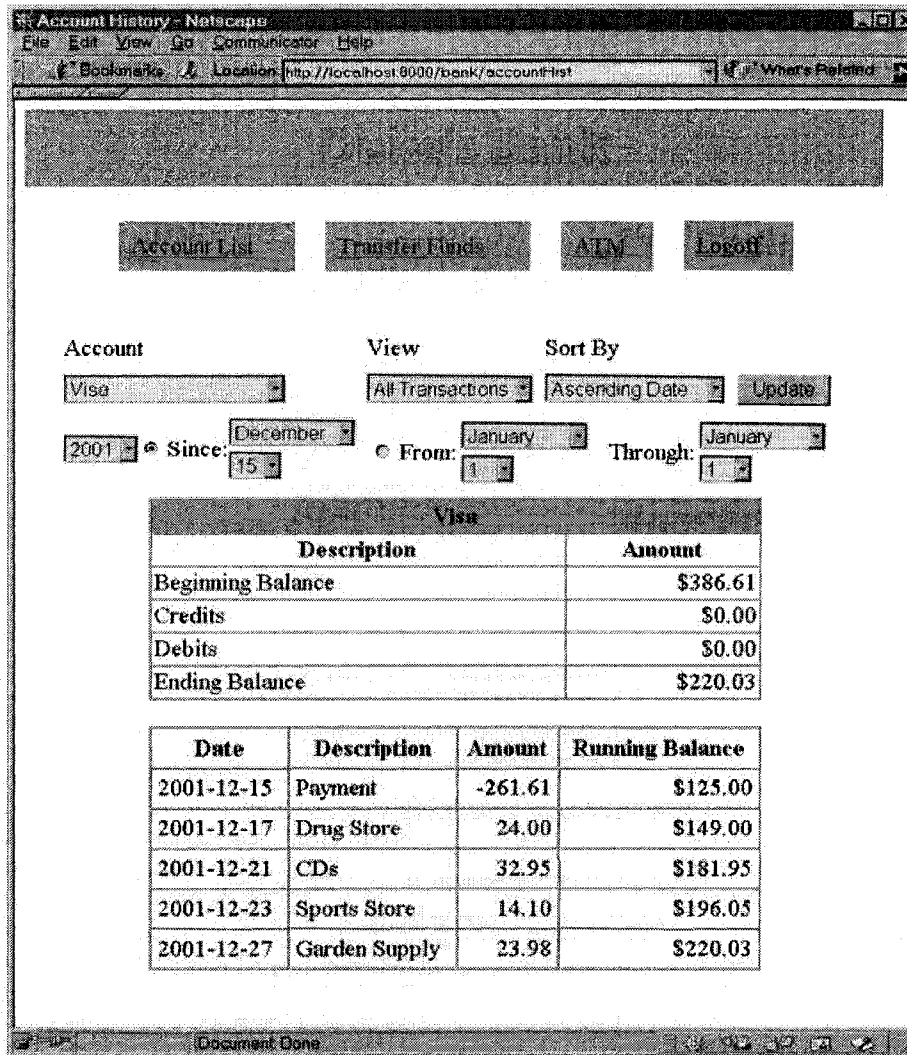 Account History - Netscape
File Edit View Go Communicator Help
Bookmarks Location: http://localhost:8000/bank/accountHist What's Related
Account List Transfer Funds ATM Logoff
Account View Sort By
Visa All Transactions Ascending Date Update
2001 Since: December 15 From: January 1 Through: January 1
Visa
Description Amount
Beginning Balance $386.61
Credits $0.00
Debits $0.00
Ending Balance $220.03
Date Description Amount Running Balance
2001-12-15 Payment -261.61 $125.00
2001-12-17 Drug Store 24.00 $149.00
2001-12-21 CDs 32.95 $181.95
2001-12-23 Sports Store 14.10 $196.05
2001-12-27 Garden Supply 23.98 $220.03
Document: Done